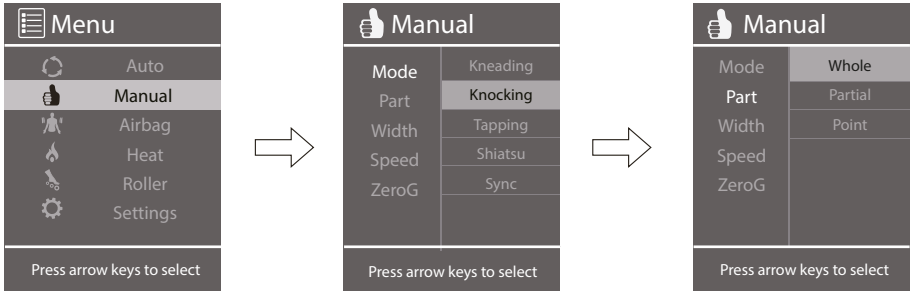 Menu
Auto
Manual
Airbag
Heat
Roller
Settings
Press arrow keys to select
Manual
Mode
Part
Width
Speed
ZeroG
Kneading
Knocking
Tapping
Shiatsu
Sync
Press arrow keys to select
Manual
Mode
Part
Width
Speed
ZeroG
Whole
Partial
Point
Press arrow keys to select